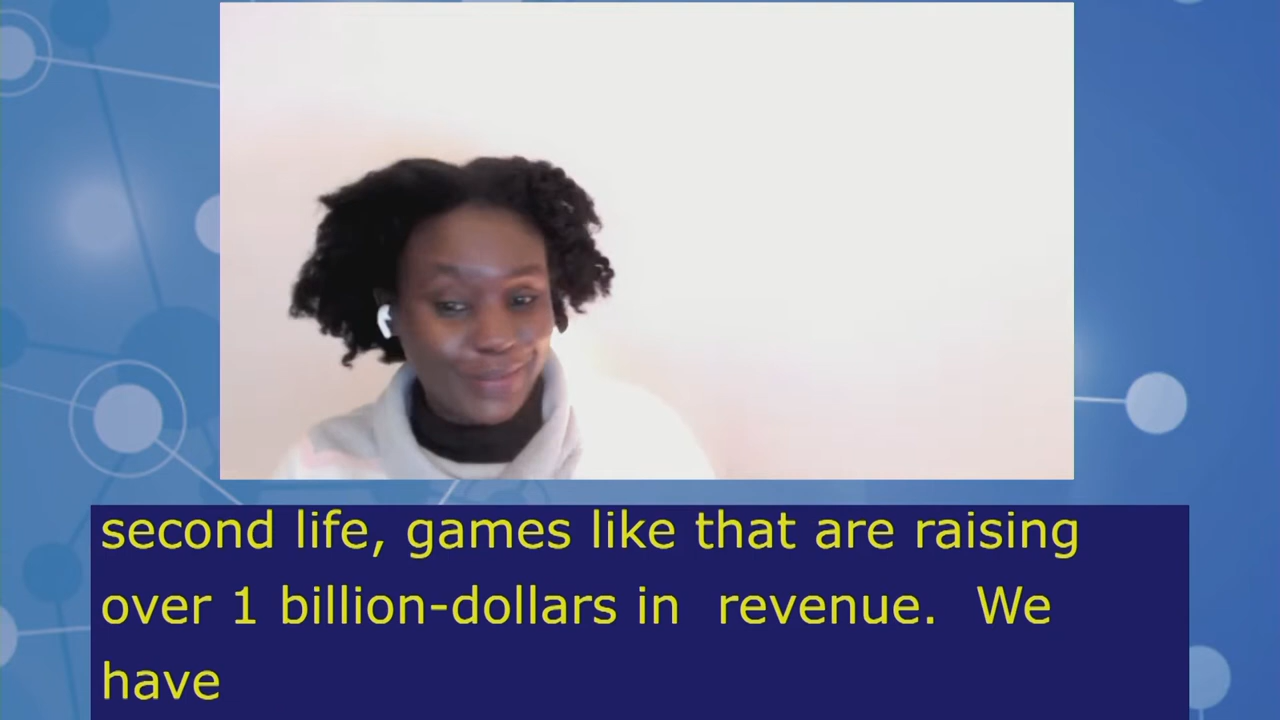 second life, games like that are raising
over 1 billion-dollars in  revenue.  We
have